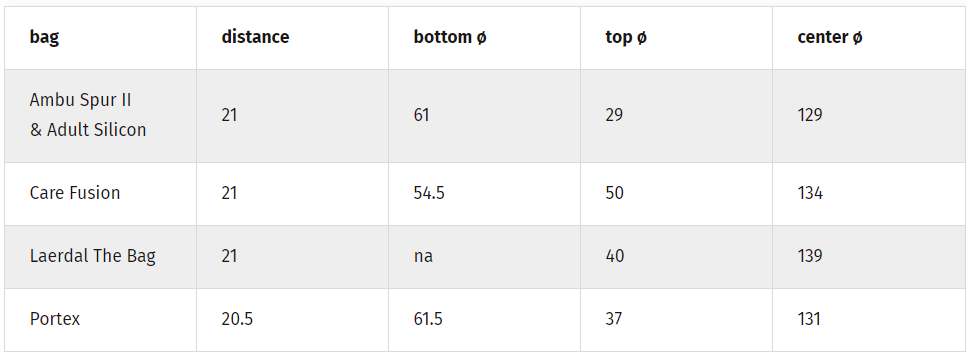 bag distance bottom ø top ø center ø
Ambu Spur II
& Adult Silicon 21 61 29 129
Care Fusion 21 54.5 50 134
Laerdal The Bag 21 na 40 139
Portex 20.5 61.5 37 131